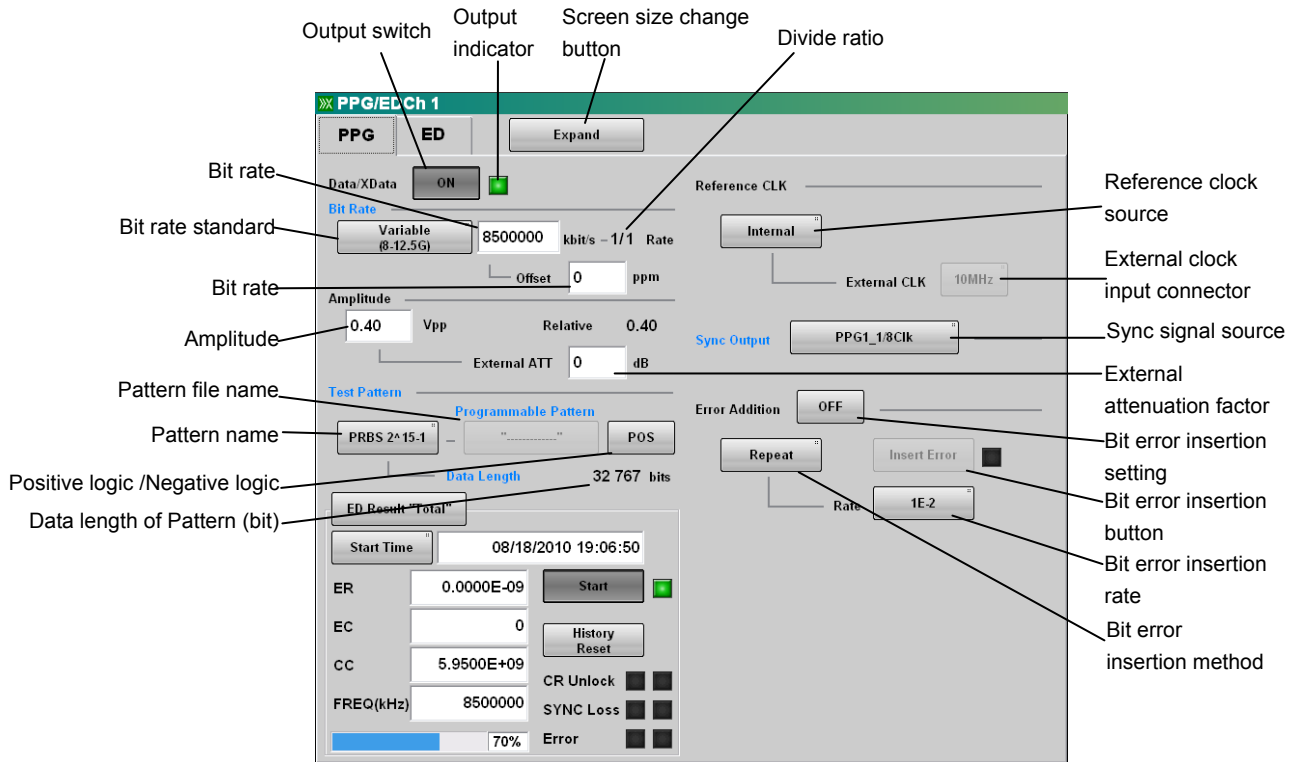 Output switch
Output
indicator
Screen size change
button
Divide ratio
PPG/EDCh 1
PPG
ED
Expand
Bit rate
Data/XData
ON
Reference CLK
Reference clock
source
Bit Rate
Bit rate standard
Variable
(8-12.5G)
8500000
kbit/s - 1/1 Rate
Internal
Offset
0
ppm
External CLK
10MHz
External clock
input connector
Bit rate
Amplitude
0.40
Vpp
Relative
0.40
Amplitude
Sync Output
PPG1_1/8Clk
Sync signal source
External ATT
0
dB
External
attenuation factor
Pattern file name
Test Pattern
Programmable Pattern
Error Addition
OFF
Pattern name
PRBS 2^15-1
"-------------"
POS
Bit error insertion
setting
Repeat
Insert Error
Positive logic /Negative logic
Data Length
32 767 bits
Bit error insertion
button
Data length of Pattern (bit)
ED Result "Total"
Rate
1E-2
Bit error insertion
rate
Start Time
08/18/2010 19:06:50
ER
0.0000E-09
Start
Bit error
insertion method
EC
0
History
Reset
CC
5.9500E+09
CR Unlock
FREQ(kHz)
8500000
SYNC Loss
70%
Error